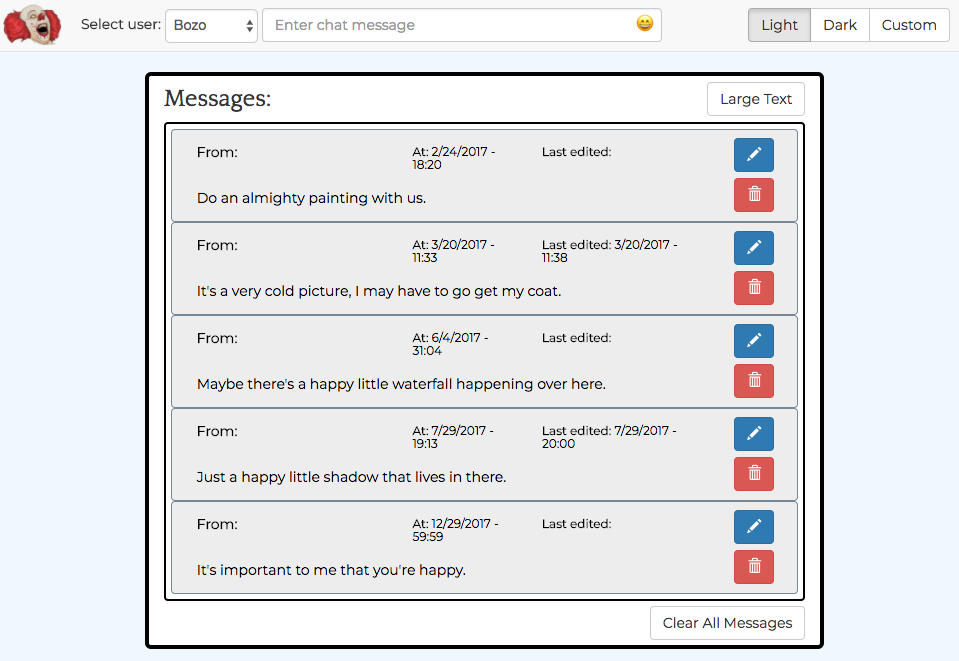 Select user: Bozo Enter chat message Light Dark Custom
Messages: Large Text
From: At: 2/24/2017 - Last edited:
18:20
Do an almighty painting with us.
From: At: 3/20/2017 - Last edited: 3/20/2017 -
11:33 11:38
It's a very cold picture, I may have to go get my coat.
From: At: 6/4/2017 - Last edited:
31:04
Maybe there's a happy little waterfall happening over here.
From: At: 7/29/2017 - Last edited: 7/29/2017 -
19:13 20:00
Just a happy little shadow that lives in there.
From: At: 12/29/2017 - Last edited:
59:59
It's important to me that you're happy.
Clear All Messages